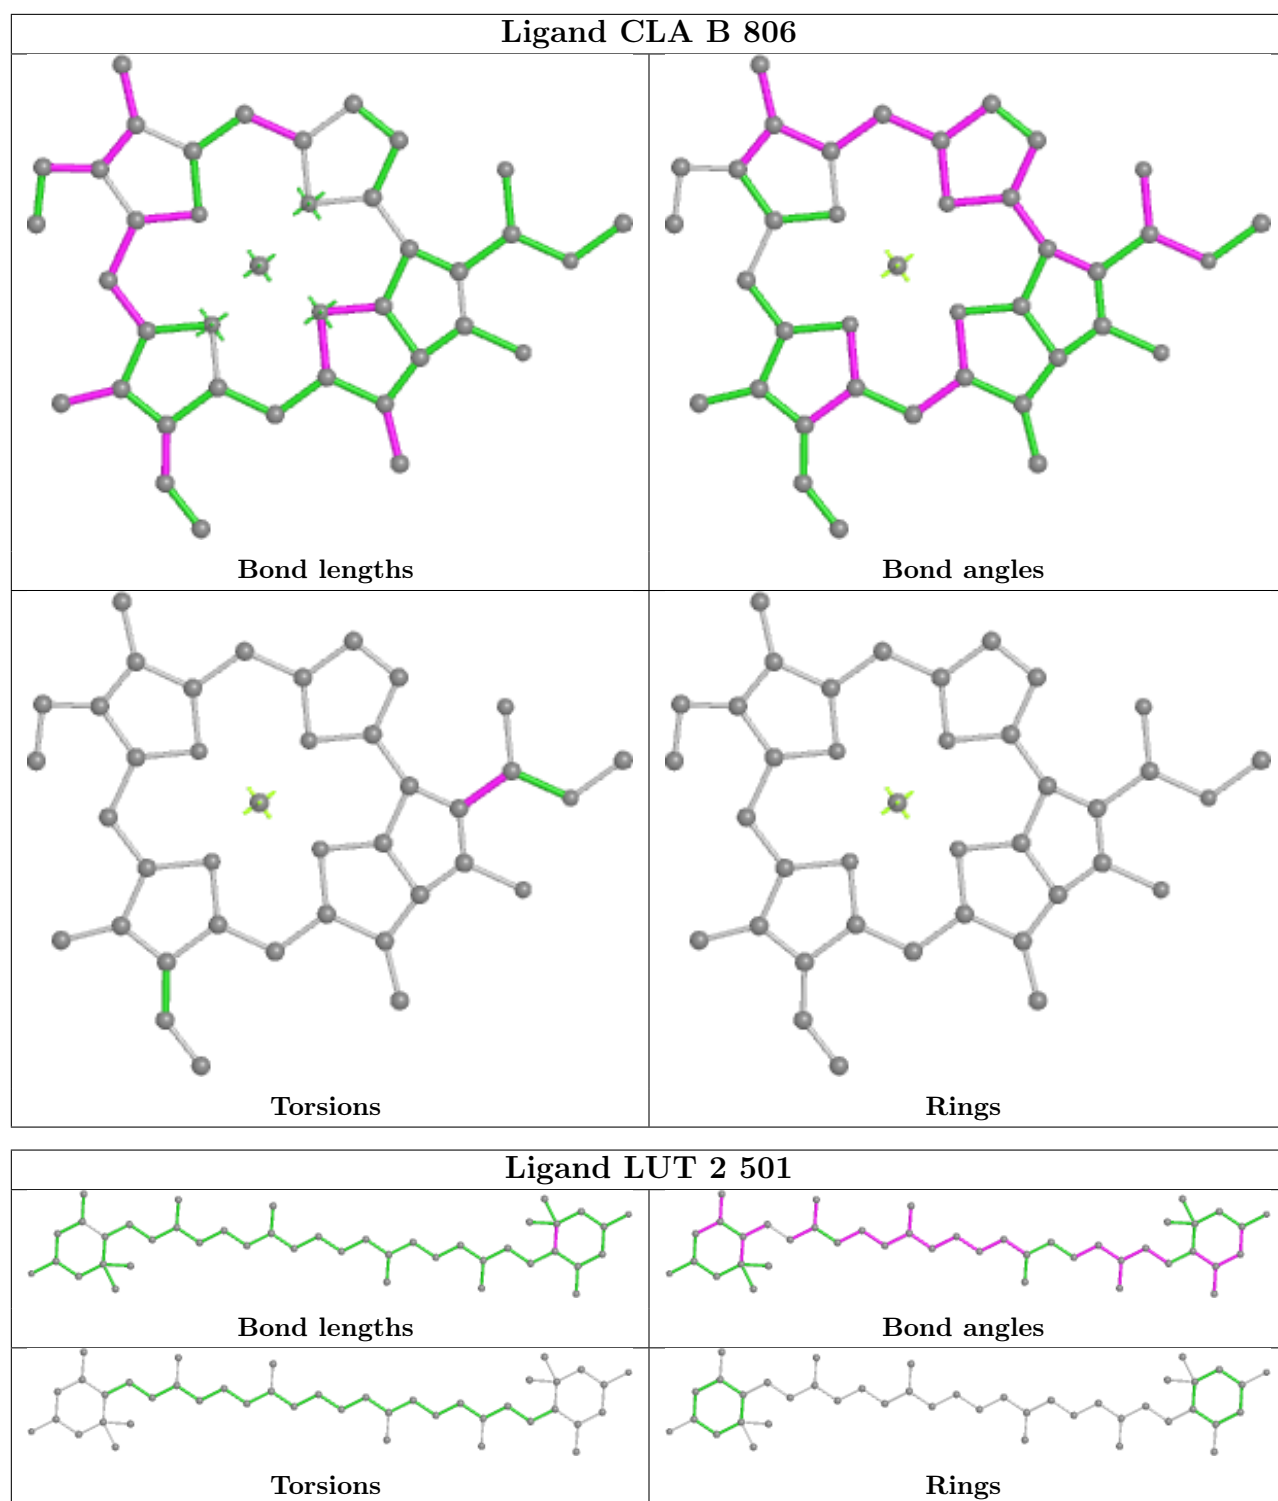 Ligand CLA B 806
Bond lengths
Bond angles
Torsions
Rings
Ligand LUT 2 501
Bond lengths
Bond angles
Torsions
Rings